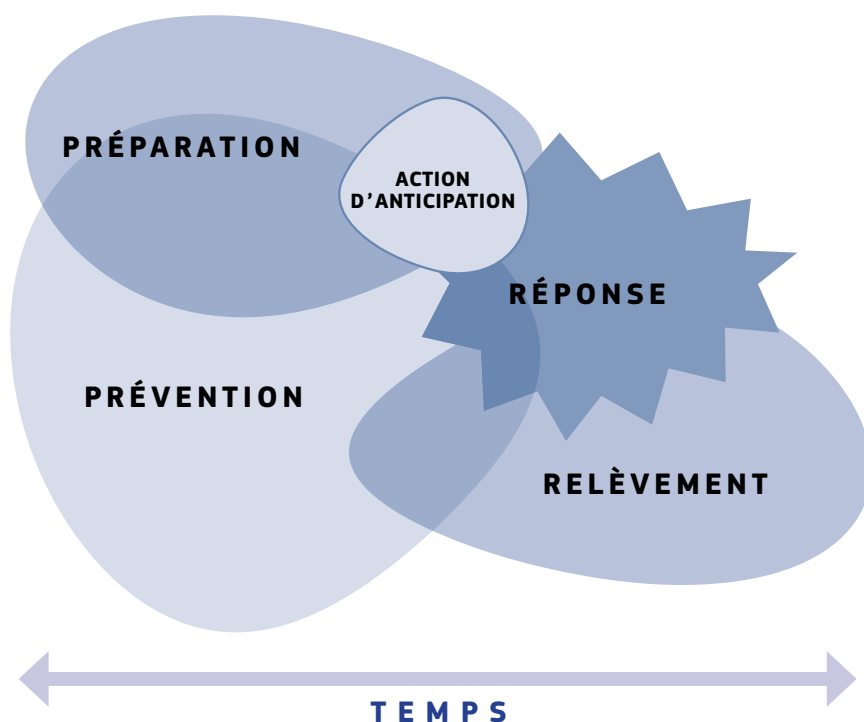 PRÉPARATION
ACTION
D'ANTICIPATION
RÉPONSE
PRÉVENTION
RELÈVEMENT
TEMPS